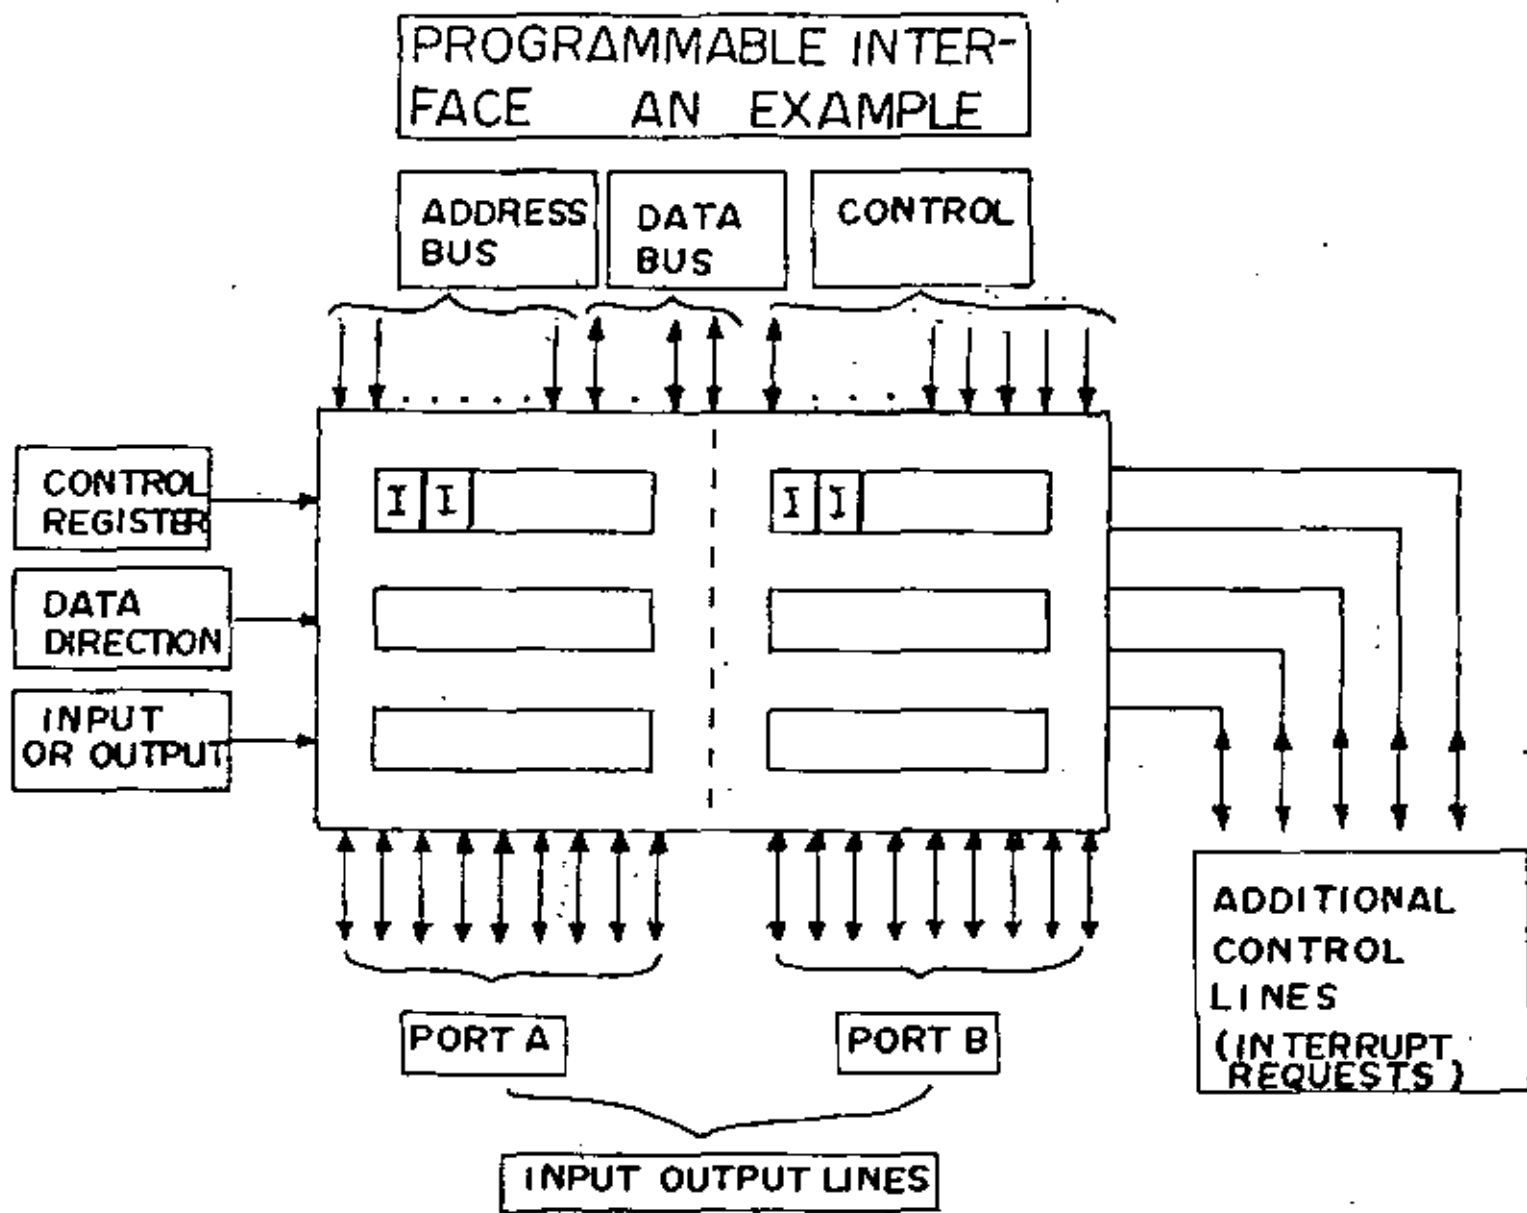 PROGRAMMABLE INTER-
FACE AN EXAMPLE
ADDRESS
BUS
DATA
BUS
CONTROL
CONTROL
REGISTER
I I
I I
DATA
DIRECTION
INPUT
OR OUTPUT
ADDITIONAL
CONTROL
LINES
(INTERRUPT
REQUESTS)
PORT A
PORT B
INPUT OUTPUT LINES